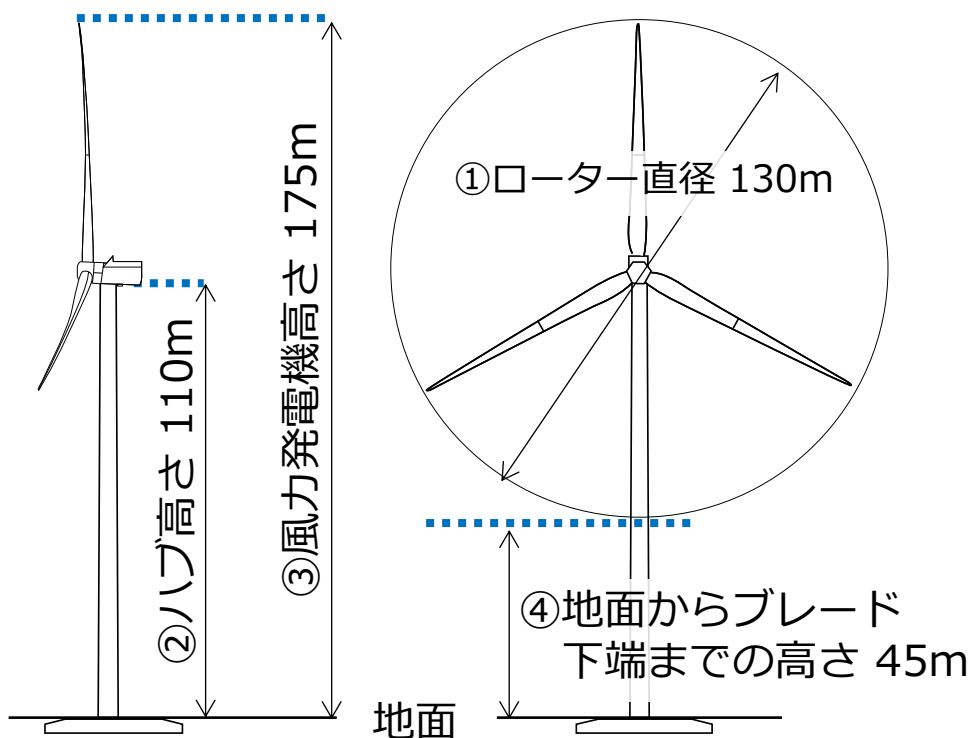 ①ローター直径 130m
②ハブ高さ 110m
③風力発電機高さ 175m
④地面からブレード
下端までの高さ 45m
地面